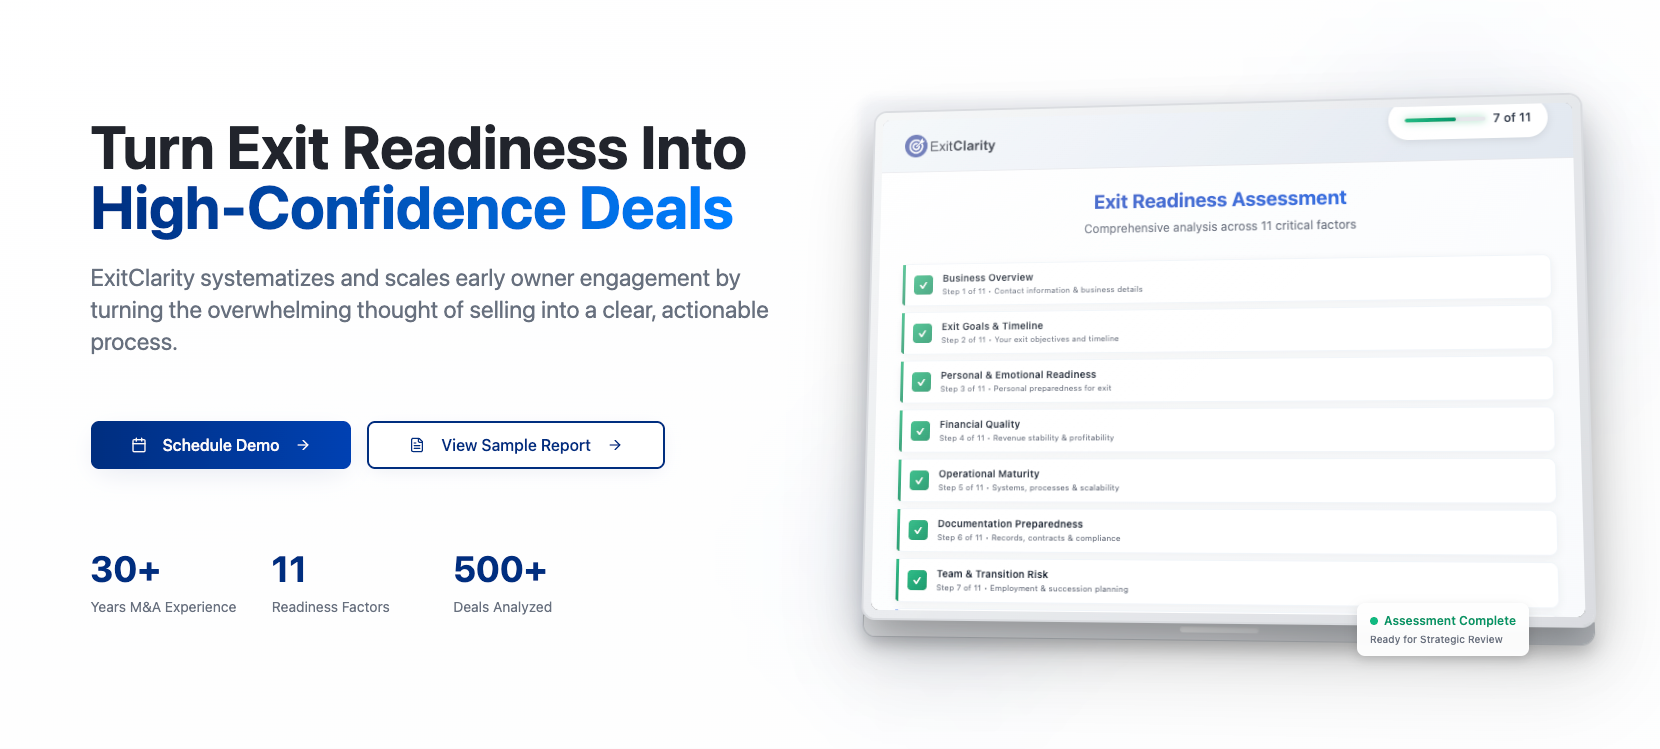 Turn Exit Readiness Into
High-Confidence Deals
ExitClarity systematizes and scales early owner engagement by
turning the overwhelming thought of selling into a clear, actionable
process.
Schedule Demo
View Sample Report
30+
Years M&A Experience
11
Readiness Factors
500+
Deals Analyzed
ExitClarity
7 of 11
Exit Readiness Assessment
Comprehensive analysis across 11 critical factors
Business Overview
Step 1 of 11 • Contact information & business details
Exit Goals & Timeline
Step 2 of 11 • Your exit objectives and timeline
Personal & Emotional Readiness
Step 3 of 11 • Personal preparedness for exit
Financial Quality
Step 4 of 11 • Revenue stability & profitability
Operational Maturity
Step 5 of 11 • Systems, processes & scalability
Documentation Preparedness
Step 6 of 11 • Records, contracts & compliance
Team & Transition Risk
Step 7 of 11 • Employment & succession planning
Assessment Complete
Ready for Strategic Review